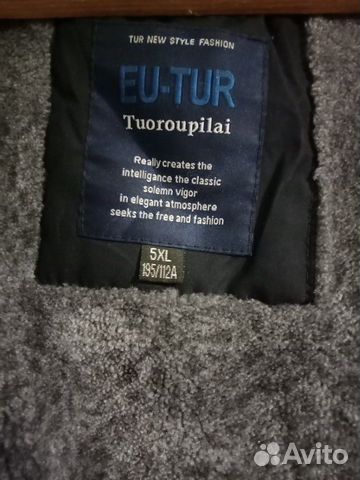 TUR NEW STYLE FASHION
EU-TUR
Tuoroupilai
Really creates the
intelligance the classic
solemn vigor
in elegant atmosphere
seeks the free and fashion
5XL
195/112A
Avito